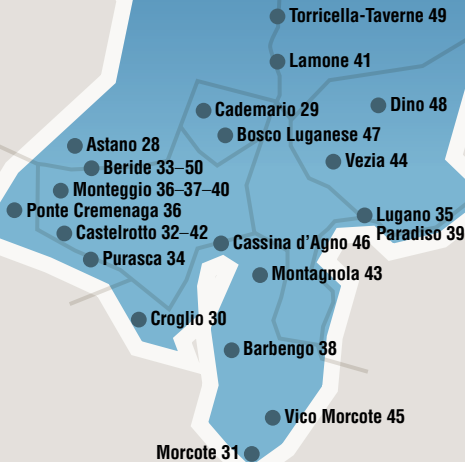 Torricella-Taverne 49
Lamone 41
Cademario 29
Dino 48
Bosco Luganese 47
Astano 28
Vezia 44
Beride 33–50
Monteggio 36–37–40
Ponte Cremenaga 36
Lugano 35
Paradiso 39
Castelrotto 32–42
Cassina d'Agno 46
Purasca 34
Montagnola 43
Croglio 30
Barbengo 38
Vico Morcote 45
Morcote 31